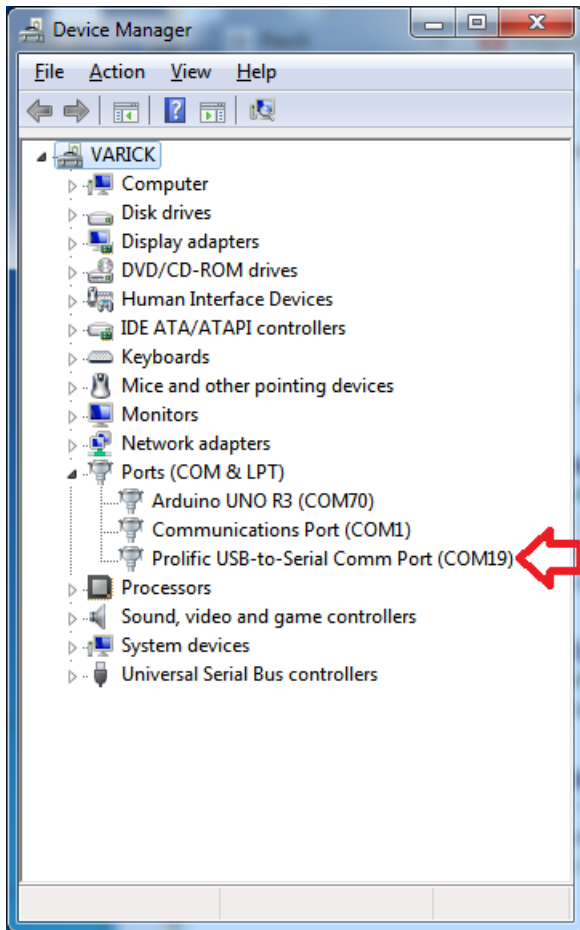 Device Manager
File Action View Help
VARICK
Computer
Disk drives
Display adapters
DVD/CD-ROM drives
Human Interface Devices
IDE ATA/ATAPI controllers
Keyboards
Mice and other pointing devices
Monitors
Network adapters
Ports (COM & LPT)
Arduino UNO R3 (COM70)
Communications Port (COM1)
Prolific USB-to-Serial Comm Port (COM19)
Processors
Sound, video and game controllers
System devices
Universal Serial Bus controllers